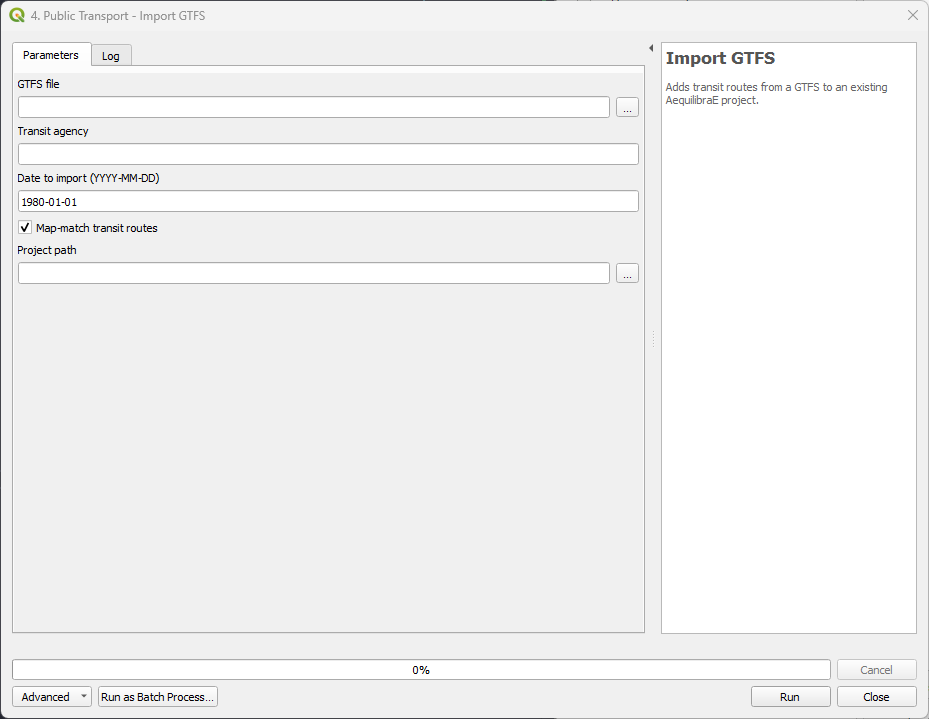 4. Public Transport - Import GTFS
Parameters
Log
GTFS file
...
Transit agency
Date to import (YYYY-MM-DD)
1980-01-01
Map-match transit routes
Project path
...
Import GTFS
Adds transit routes from a GTFS to an existing
AequilibraE project.
0%
Cancel
Advanced
Run as Batch Process...
Run
Close